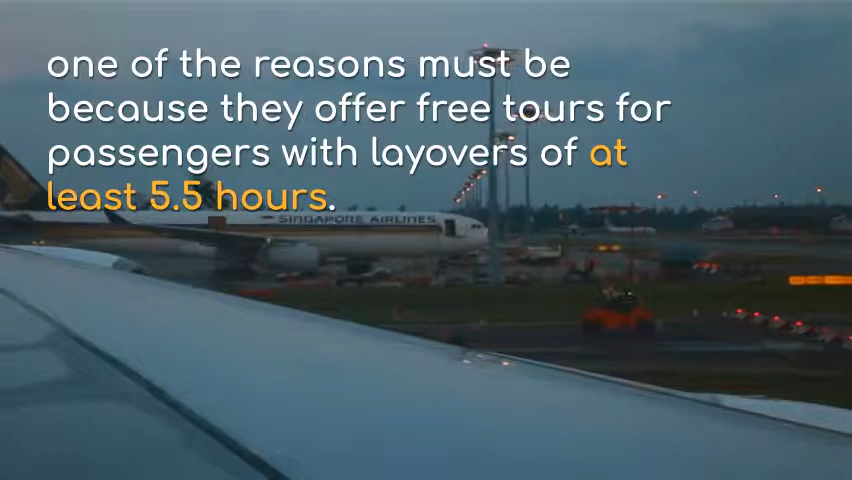 one of the reasons must be
because they offer free tours for
passengers with layovers of at
least 5.5 hours.
SINGAPORE AIRLINES